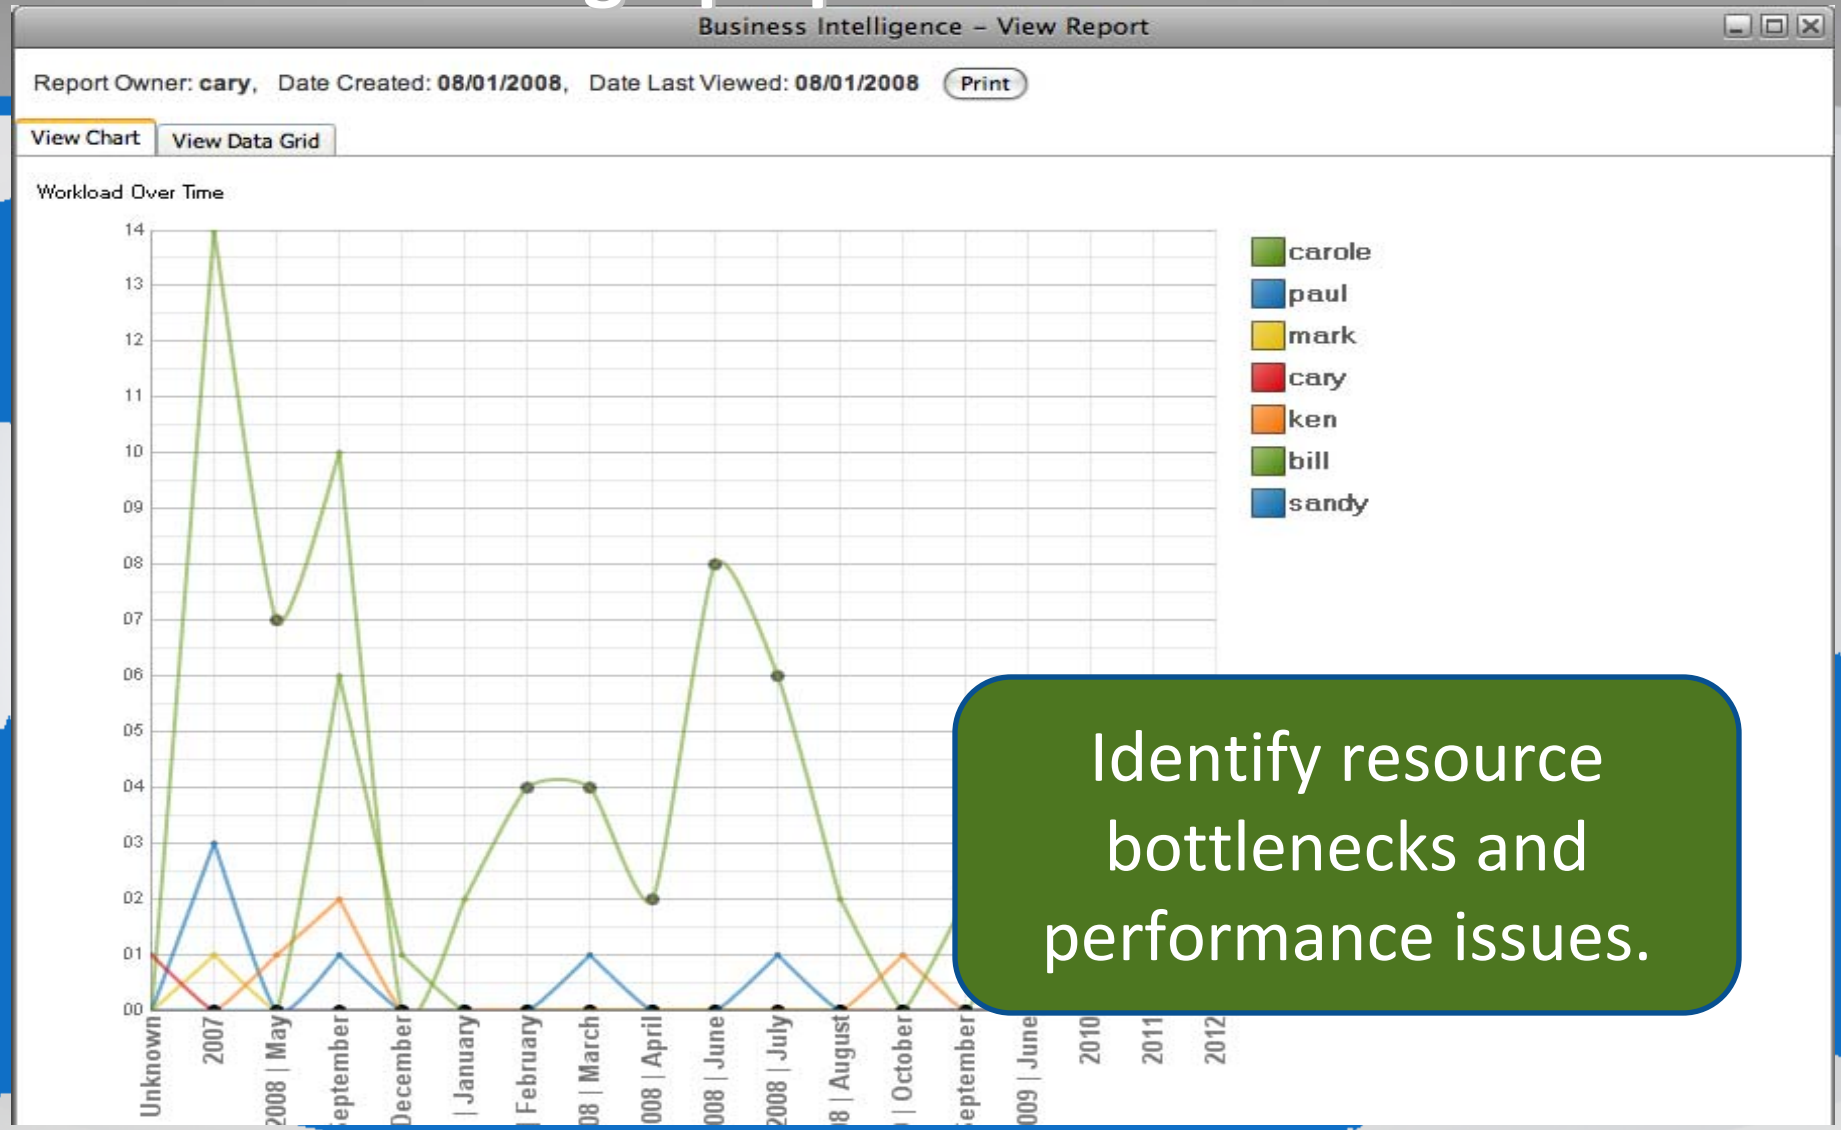 Business Intelligence – View Report
Report Owner: cary, Date Created: 08/01/2008, Date Last Viewed: 08/01/2008 Print
View Chart View Data Grid
Workload Over Time
14
13
12
11
10
09
08
07
06
05
04
03
02
01
00
carole
paul
mark
cary
ken
bill
sandy
Identify resource
bottlenecks and
performance issues.
Unknown
2007
2008 | May
September
December
| January
| February
08 | March
008 | April
008 | June
2008 | July
08 | August
| October
September
009 | June
2010
2011
2012